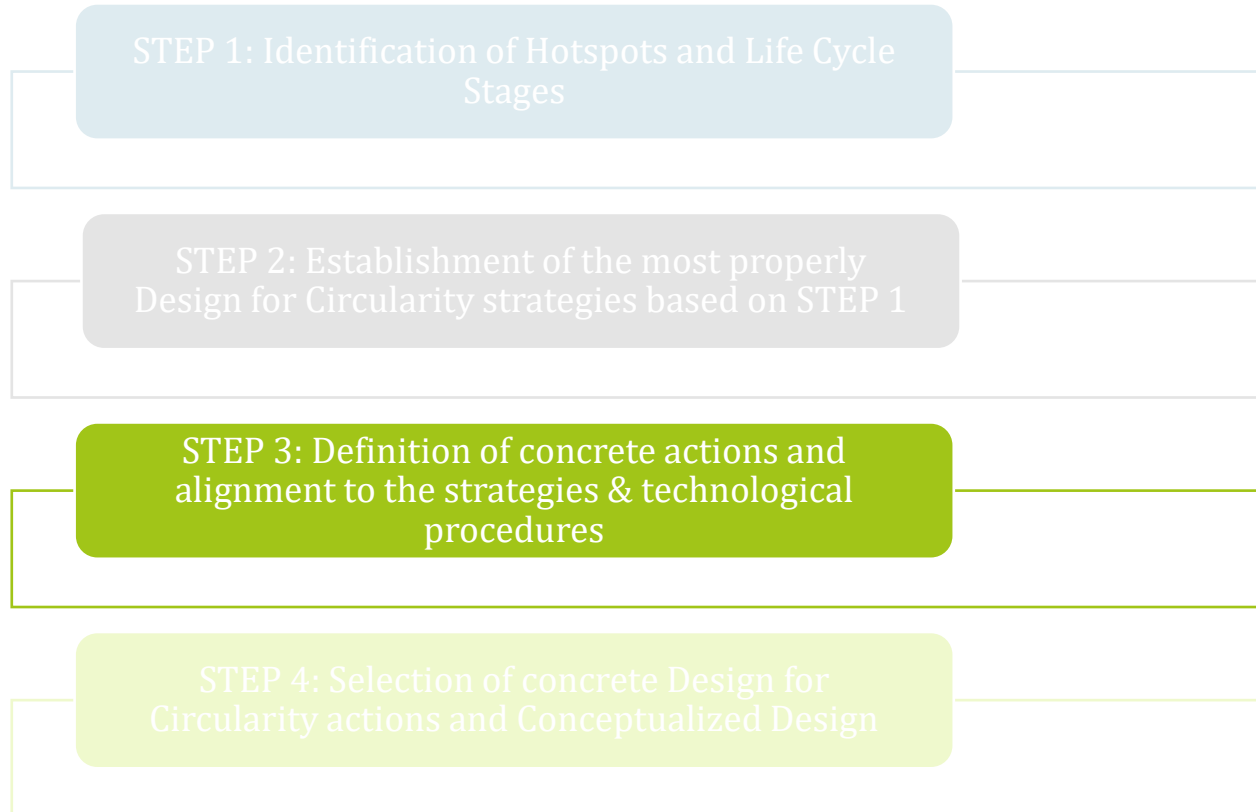 STEP 1: Identification of Hotspots and Life Cycle
Stages
STEP 2: Establishment of the most properly
Design for Circularity strategies based on STEP 1
STEP 3: Definition of concrete actions and
alignment to the strategies & technological
procedures
STEP 4: Selection of concrete Design for
Circularity actions and Conceptualized Design